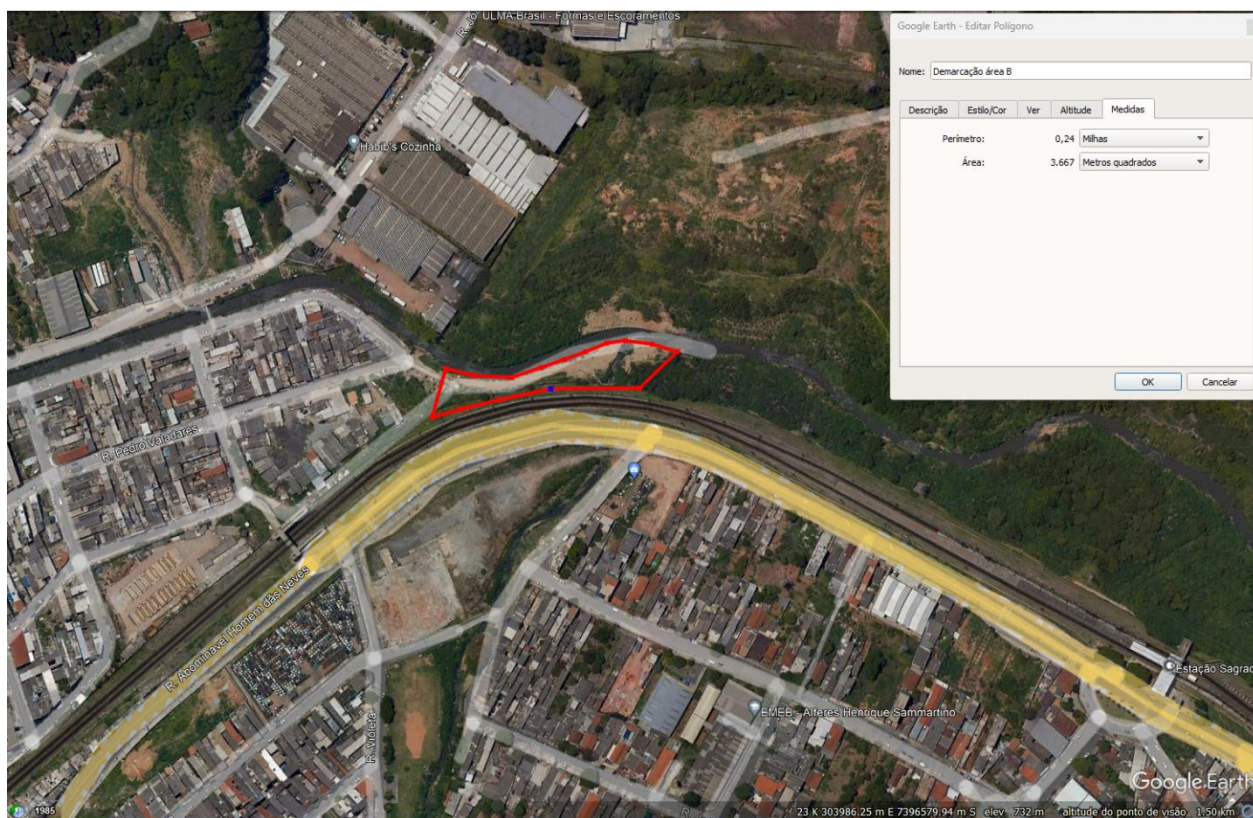 ULMA Brasil - Formas e Escoramentos
Habib's Cozinha
R. Pedro Valadares
R. Abominavel Homem das Neves
R. Violeta
EMEB - Alferes Henrique Sammartino
Estação Sagrad
Google Earth
1985
23 K 303986.25 m E 7396579.94 m S elev 732 m altitude do ponto de visão 1.50 km
Google Earth - Editar Polígono
Nome: Demarcação área B
Descrição Estilo/Cor Ver Altitude Medidas
Perímetro: 0,24 Milhas
Área: 3.667 Metros quadrados
OK Cancelar